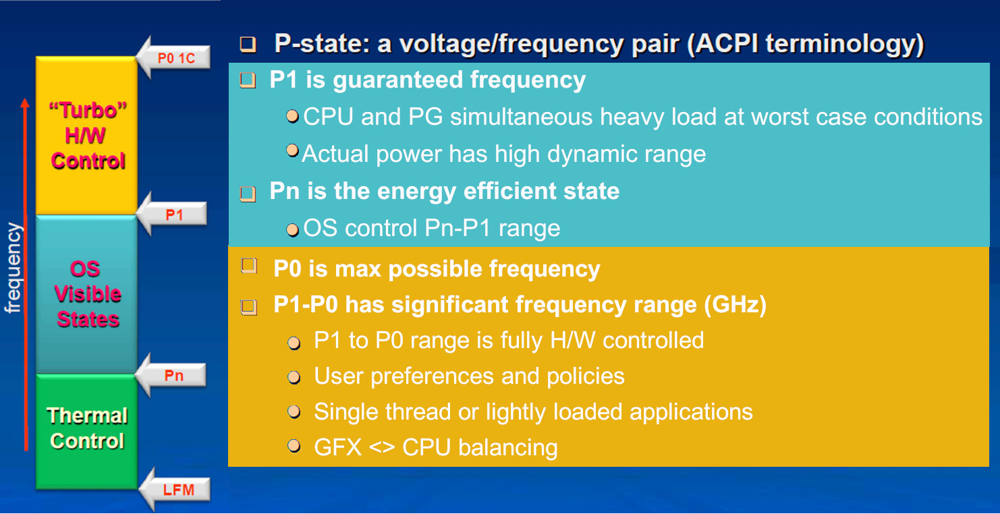 P-state: a voltage/frequency pair (ACPI terminology)
P1 is guaranteed frequency
CPU and PG simultaneous heavy load at worst case conditions
Actual power has high dynamic range
Pn is the energy efficient state
OS control Pn-P1 range
P0 is max possible frequency
P1-P0 has significant frequency range (GHz)
P1 to P0 range is fully H/W controlled
User preferences and policies
Single thread or lightly loaded applications
GFX <> CPU balancing
frequency
P0 1C
“Turbo”
H/W
Control
P1
OS
Visible
States
Pn
Thermal
Control
LFM